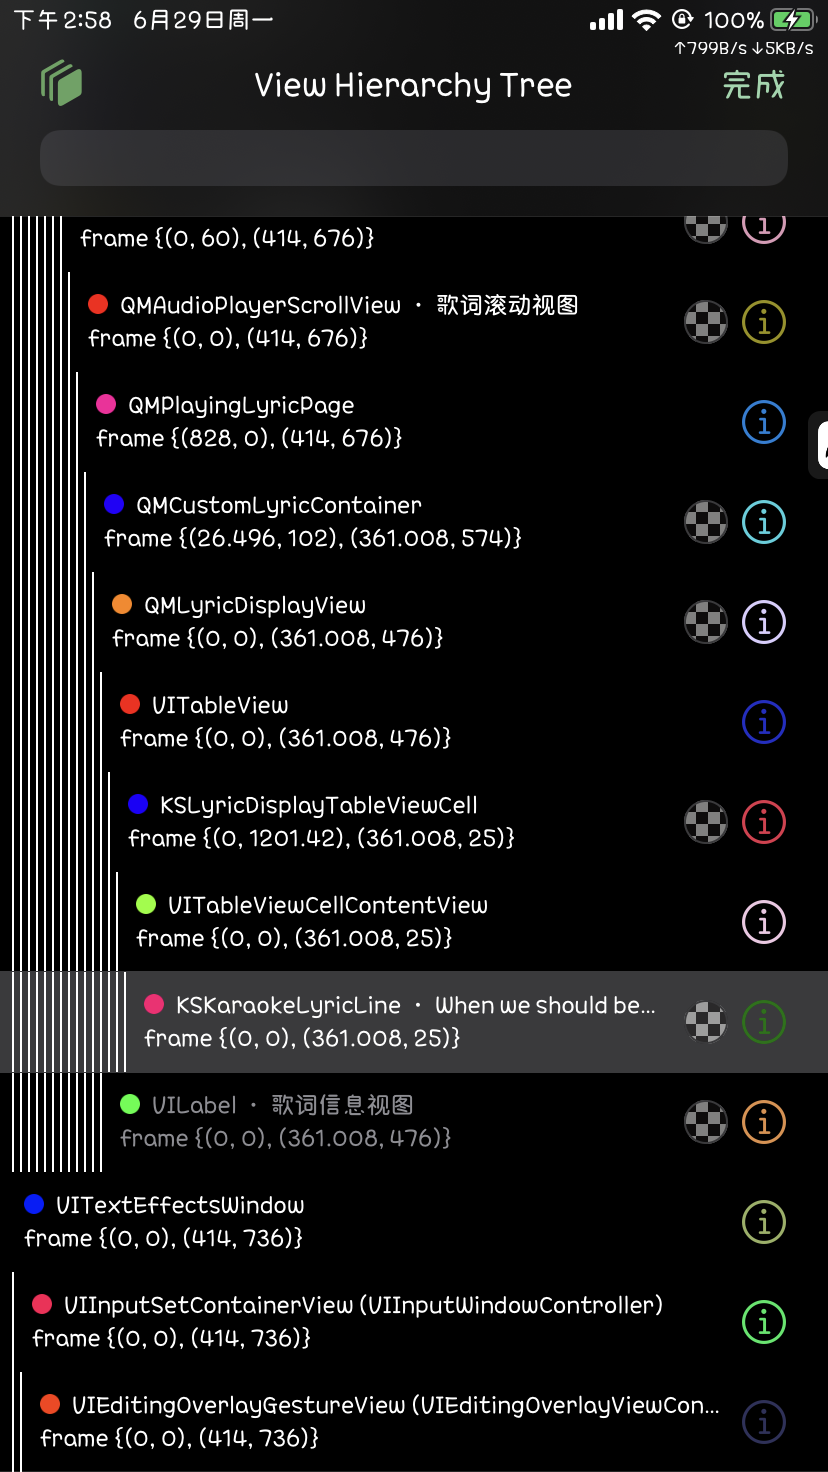 下午2:58 6月29日周一 100%
↑799B/s ↓5KB/s
View Hierarchy Tree 完成
frame {(0, 60), (414, 676)}
QMAudioPlayerScrollView · 歌词滚动视图
frame {(0, 0), (414, 676)}
QMPlayingLyricPage
frame {(828, 0), (414, 676)}
QMCustomLyricContainer
frame {(26.496, 102), (361.008, 574)}
QMLyricDisplayView
frame {(0, 0), (361.008, 476)}
UITableView
frame {(0, 0), (361.008, 476)}
KSLyricDisplayTableViewCell
frame {(0, 1201.42), (361.008, 25)}
UITableViewCellContentView
frame {(0, 0), (361.008, 25)}
KSKaraokeLyricLine · When we should be...
frame {(0, 0), (361.008, 25)}
UILabel · 歌词信息视图
frame {(0, 0), (361.008, 476)}
UITextEffectsWindow
frame {(0, 0), (414, 736)}
UIInputSetContainerView (UIInputWindowController)
frame {(0, 0), (414, 736)}
UIEditingOverlayGestureView (UIEditingOverlayViewCon...
frame {(0, 0), (414, 736)}